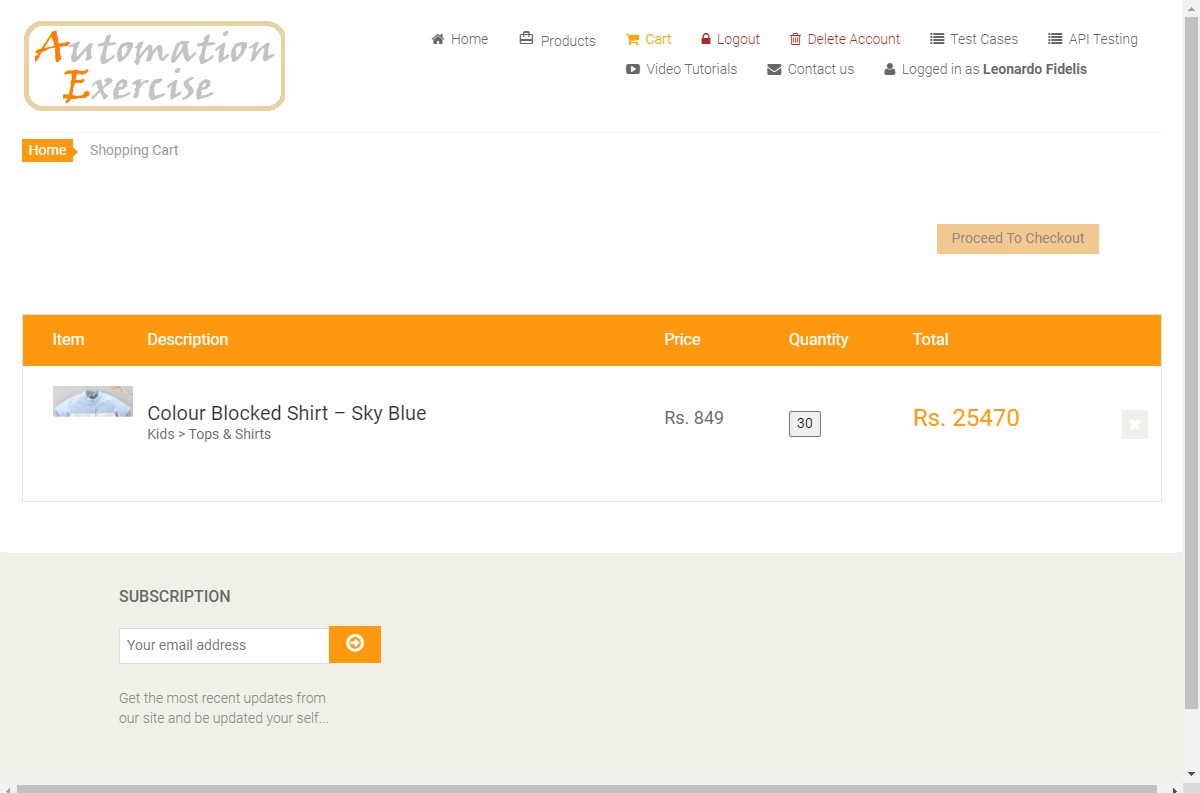 Automation
Exercise
Home
Products
Cart
Logout
Delete Account
Test Cases
API Testing
Video Tutorials
Contact us
Logged in as Leonardo Fidelis
Home
Shopping Cart
Proceed To Checkout
Item Description Price Quantity Total
Colour Blocked Shirt – Sky Blue
Kids > Tops & Shirts
Rs. 849
30
Rs. 25470
SUBSCRIPTION
Your email address
Get the most recent updates from
our site and be updated your self...